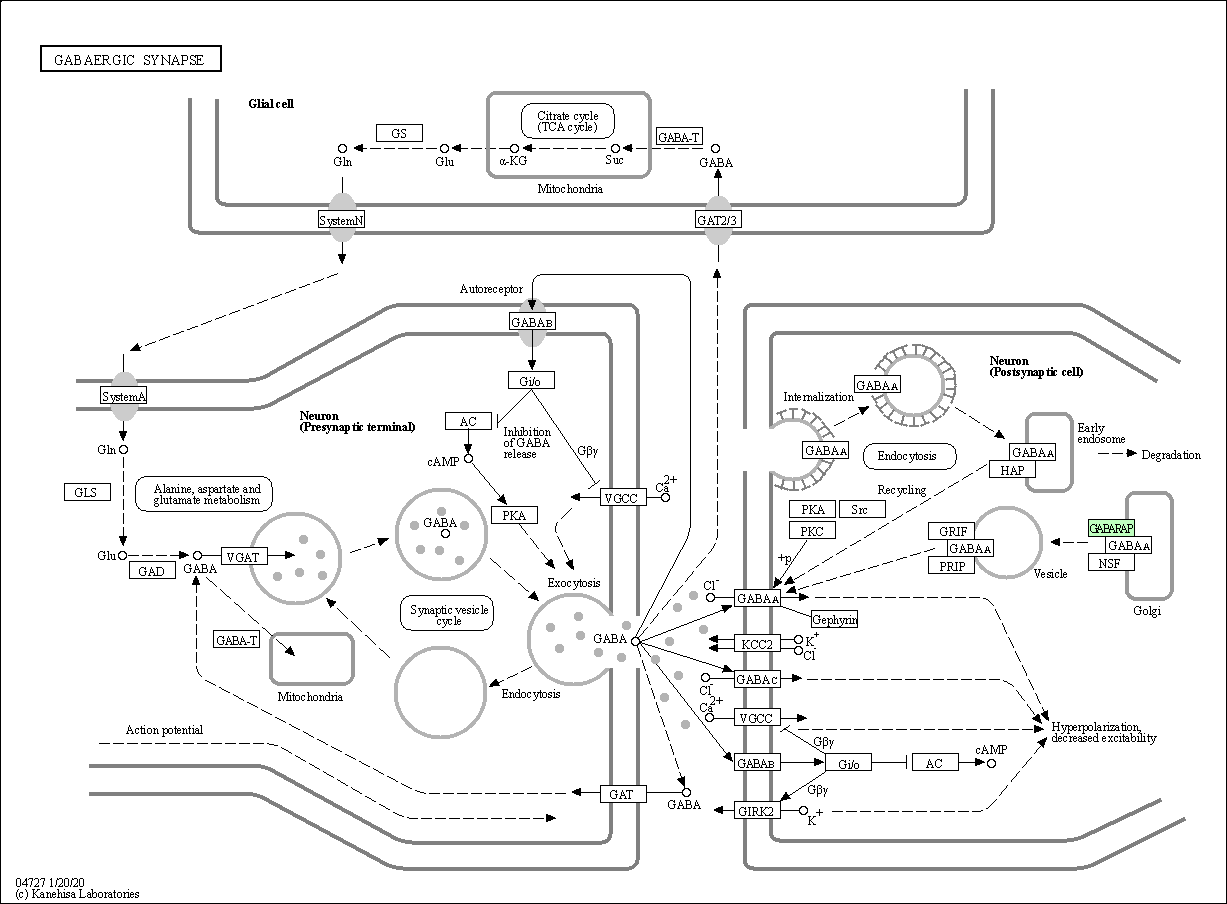 GABAERGIC SYNAPSE
Glial cell
Citrate cycle
(TCA cycle)
GS
GABA-T
Gln
Glu
α-KG
Suc
GABA
Mitochondria
SystemN
GAT2/3
Autoreceptor
GABAB
Neuron
(Postsynaptic cell)
GABAA
Gi/o
SystemA
Internalization
Neuron
(Presynaptic terminal)
AC
Inhibition
of GABA
release
Early
endosome
Gln
cAMP
Gβγ
GABAA
Endocytosis
GABAA
HAP
Degradation
GLS
Alanine, aspartate and
glutamate metabolism
Ca2+
VGCC
Recycling
PKA
Src
PKC
PKA
GABA
GRIF
GABAA
PRIP
GABARAP
GABAA
NSF
Glu
GAD
GABA
VGAT
+p
Vesicle
Exocytosis
Cl-
GABAA
Golgi
Synaptic vesicle
cycle
Gephyrin
GABA-T
GABA
KCC2
K+
Cl-
Mitochondria
Endocytosis
Cl-
GABAC
Ca2+
VGCC
Action potential
Hyperpolarization,
decreased excitability
Gβγ
GABAB
Gi/o
AC
cAMP
Gβγ
GAT
GABA
GIRK2
K+
04727 1/20/20
(c) Kanehisa Laboratories